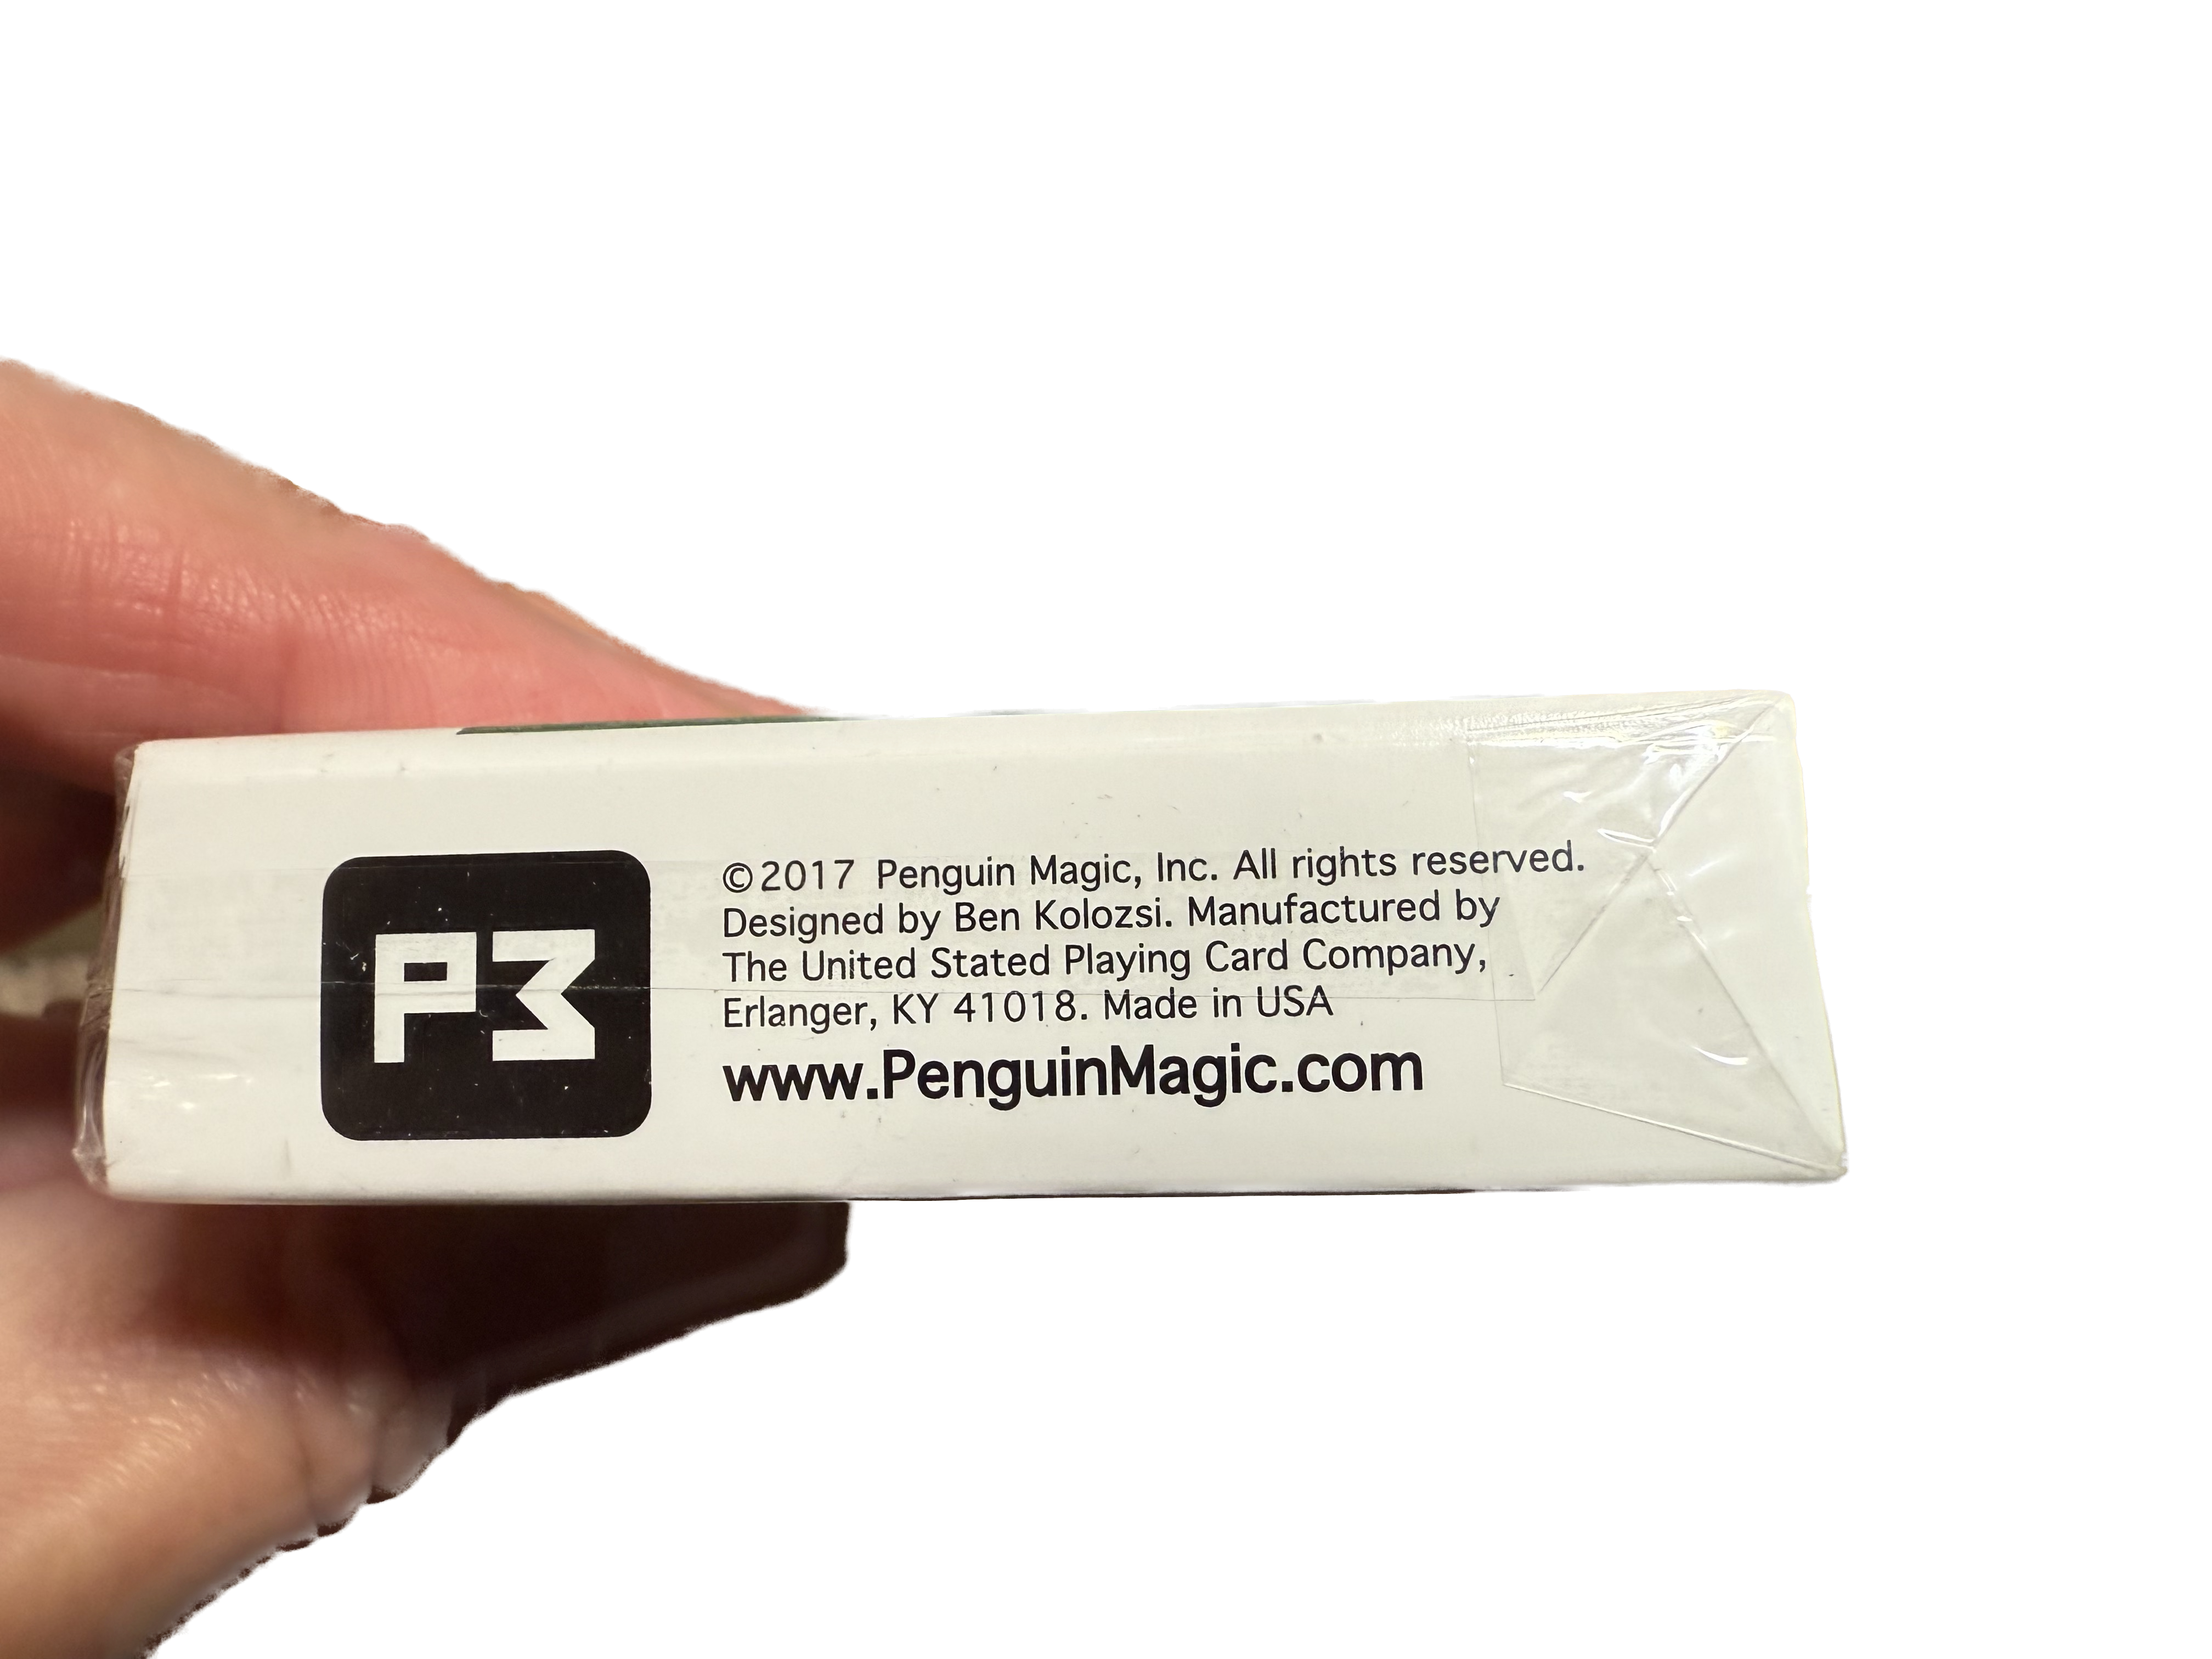 P3
©2017 Penguin Magic, Inc. All rights reserved.
Designed by Ben Kolozsi. Manufactured by
The United Stated Playing Card Company,
Erlanger, KY 41018. Made in USA
www.PenguinMagic.com